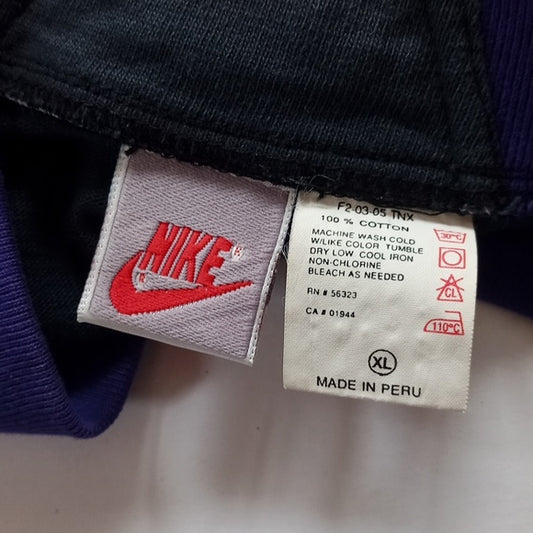 NIKE
F2-03-05 TNX
100 % COTTON
MACHINE WASH COLD
W/LIKE COLOR TUMBLE
DRY LOW COOL IRON
NON-CHLORINE
BLEACH AS NEEDED
RN # 56323
CA # 01944
30°C
CL
110°C
XL
MADE IN PERU